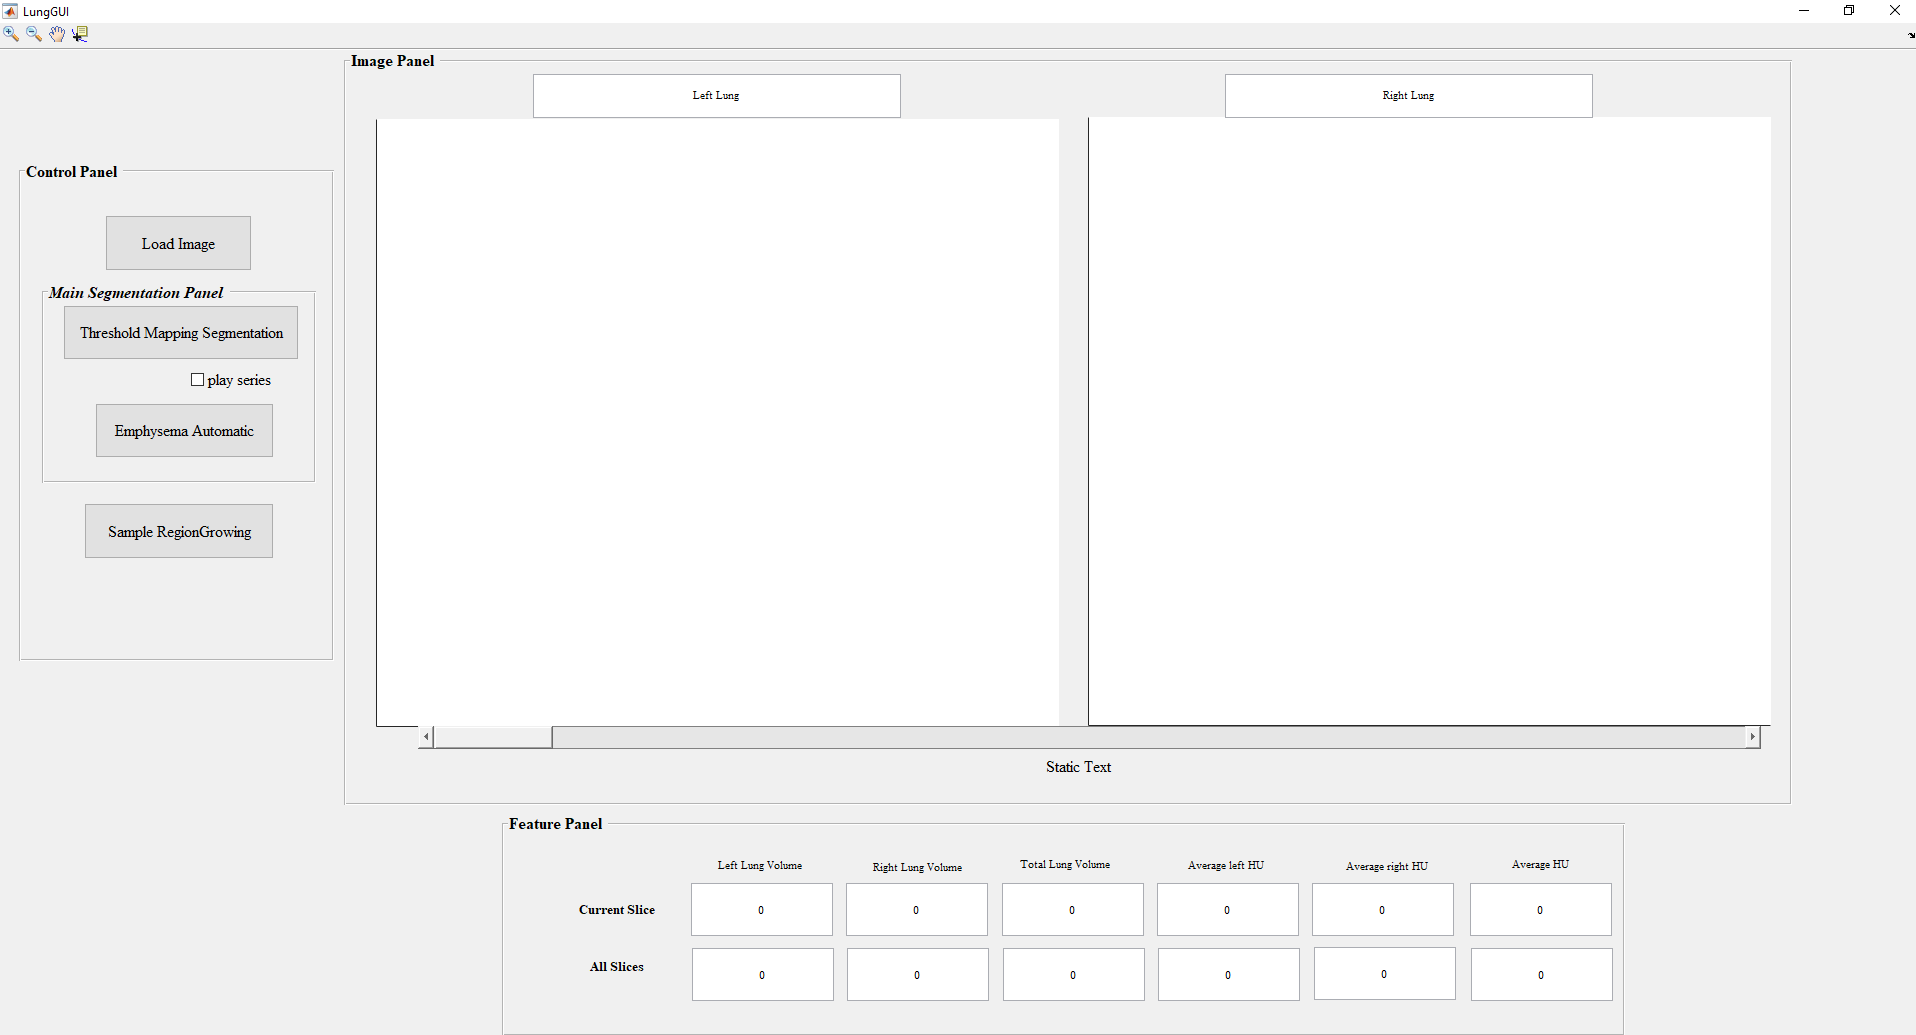 LungGUI
Image Panel
Left Lung
Right Lung
Control Panel
Load Image
Main Segmentation Panel
Threshold Mapping Segmentation
play series
Emphysema Automatic
Sample RegionGrowing
Static Text
Feature Panel
Left Lung Volume Right Lung Volume Total Lung Volume Average left HU Average right HU Average HU
Current Slice 0 0 0 0 0 0
All Slices 0 0 0 0 0 0